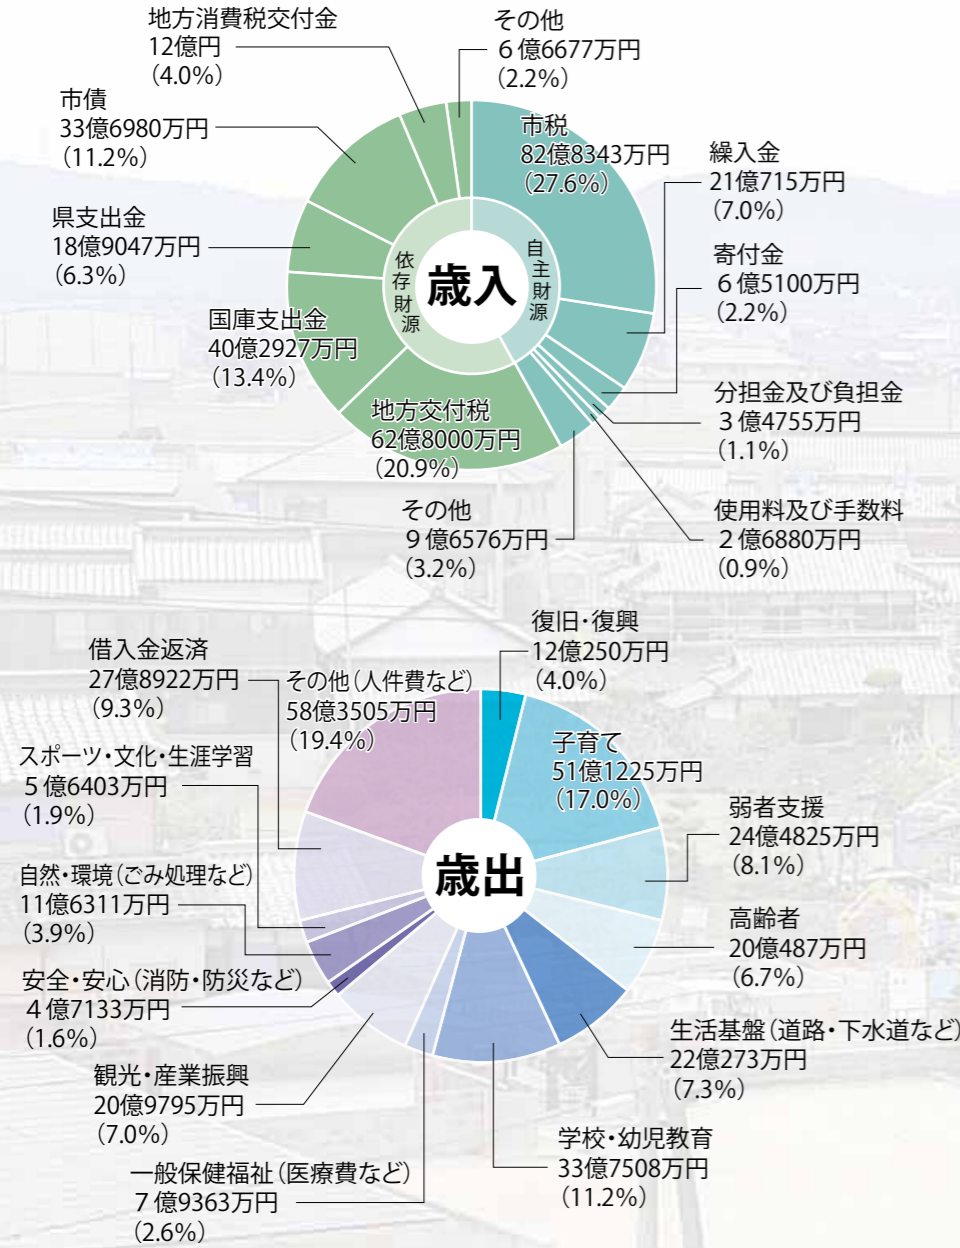 地方消費税交付金
12億円
(4.0%)
その他
6億6677万円
(2.2%)
市債
33億6980万円
(11.2%)
市税
82億8343万円
(27.6%)
繰入金
21億715万円
(7.0%)
県支出金
18億9047万円
(6.3%)
寄付金
6億5100万円
(2.2%)
依存財源
歳入
自主財源
国庫支出金
40億2927万円
(13.4%)
分担金及び負担金
3億4755万円
(1.1%)
地方交付税
62億8000万円
(20.9%)
その他
9億6576万円
(3.2%)
使用料及び手数料
2億6880万円
(0.9%)
復旧・復興
12億250万円
(4.0%)
借入金返済
27億8922万円
(9.3%)
その他(人件費など)
58億3505万円
(19.4%)
子育て
51億1225万円
(17.0%)
スポーツ・文化・生涯学習
5億6403万円
(1.9%)
弱者支援
24億4825万円
(8.1%)
歳出
自然・環境(ごみ処理など)
11億6311万円
(3.9%)
高齢者
20億487万円
(6.7%)
安全・安心(消防・防災など)
4億7133万円
(1.6%)
生活基盤(道路・下水道など)
22億273万円
(7.3%)
観光・産業振興
20億9795万円
(7.0%)
学校・幼児教育
33億7508万円
(11.2%)
一般保健福祉(医療費など)
7億9363万円
(2.6%)